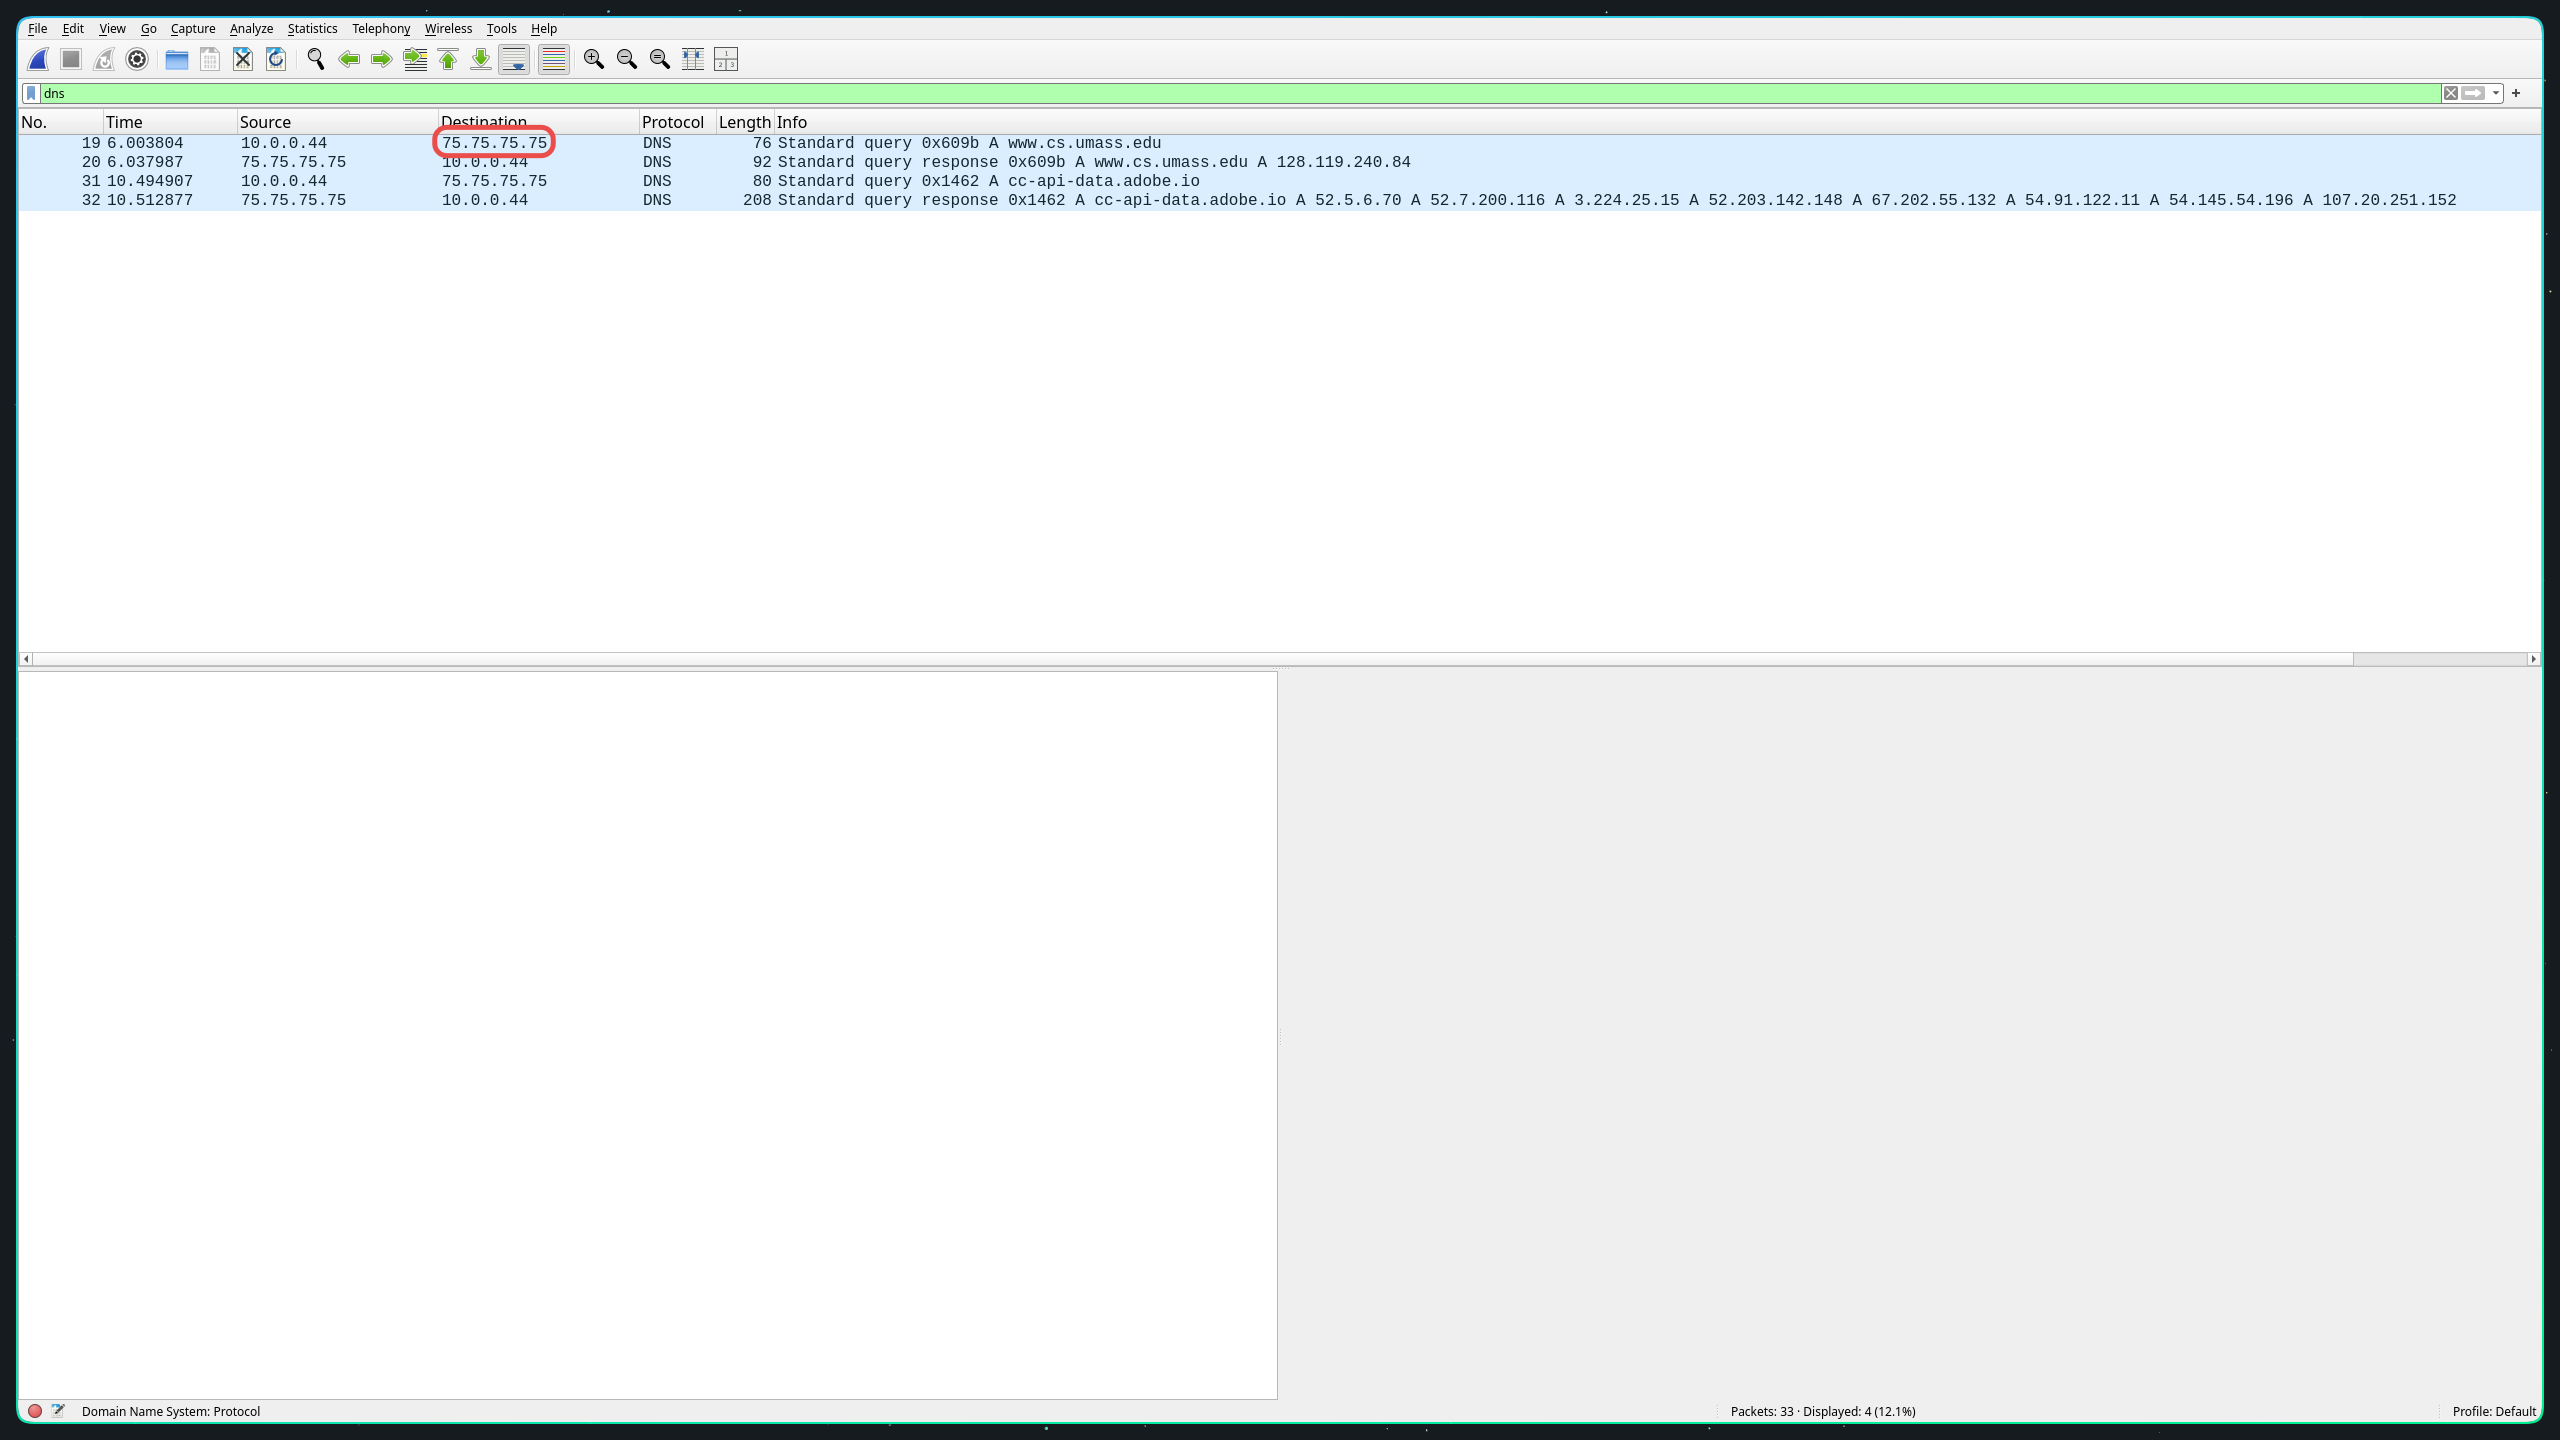 File Edit View Go Capture Analyze Statistics Telephony Wireless Tools Help
dns
No. Time Source Destination Protocol Length Info
19 6.003804 10.0.0.44 75.75.75.75 DNS 76 Standard query 0x609b A www.cs.umass.edu
20 6.037987 75.75.75.75 10.0.0.44 DNS 92 Standard query response 0x609b A www.cs.umass.edu A 128.119.240.84
31 10.494907 10.0.0.44 75.75.75.75 DNS 80 Standard query 0x1462 A cc-api-data.adobe.io
32 10.512877 75.75.75.75 10.0.0.44 DNS 208 Standard query response 0x1462 A cc-api-data.adobe.io A 52.5.6.70 A 52.7.200.116 A 3.224.25.15 A 52.203.142.148 A 67.202.55.132 A 54.91.122.11 A 54.145.54.196 A 107.20.251.152
Domain Name System: Protocol Packets: 33 · Displayed: 4 (12.1%) Profile: Default